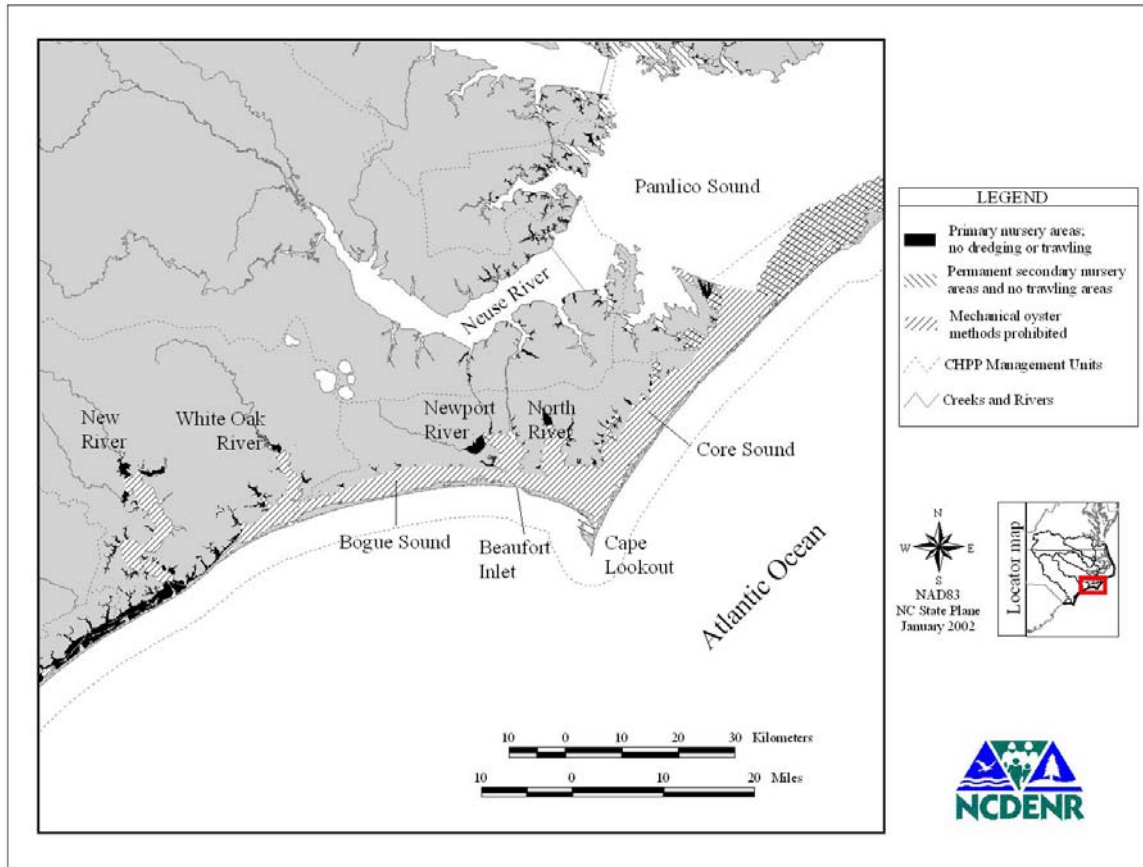 Pamlico Sound
Neuse River
New
River
White Oak
River
Newport
River
North
River
Core Sound
Bogue Sound
Beaufort
Inlet
Cape
Lookout
Atlantic Ocean
10 0 10 20 30 Kilometers
10 0 10 20 Miles
LEGEND
Primary nursery areas;
no dredging or trawling
Permanent secondary nursery
areas and no trawling areas
Mechanical oyster
methods prohibited
CHPP Management Units
Creeks and Rivers
N
W E
S
NAD83
NC State Plane
January 2002
Locator map
NCDENR